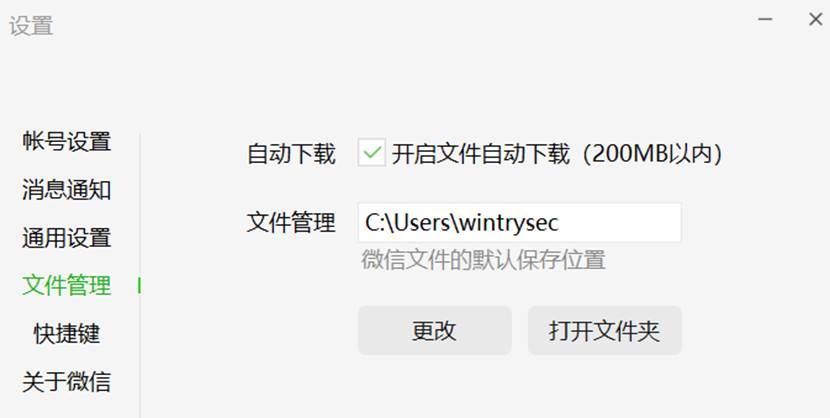 设置
帐号设置
消息通知
通用设置
文件管理
快捷键
关于微信
自动下载 开启文件自动下载（200MB以内）
文件管理 C:\Users\wintrysec
微信文件的默认保存位置
更改 打开文件夹